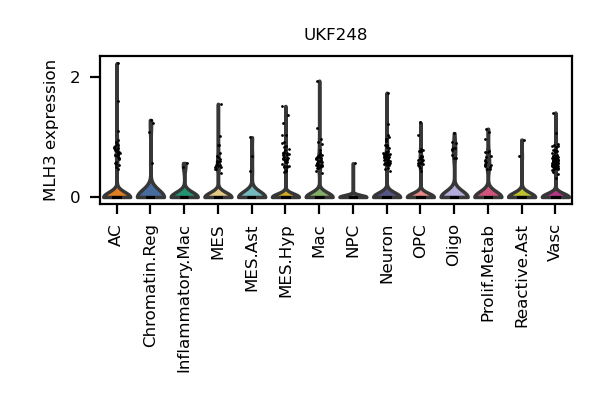 UKF248
MLH3 expression
2
0
AC
Chromatin.Reg
Inflammatory.Mac
MES
MES.Ast
MES.Hyp
Mac
NPC
Neuron
OPC
Oligo
Prolif.Metab
Reactive.Ast
Vasc